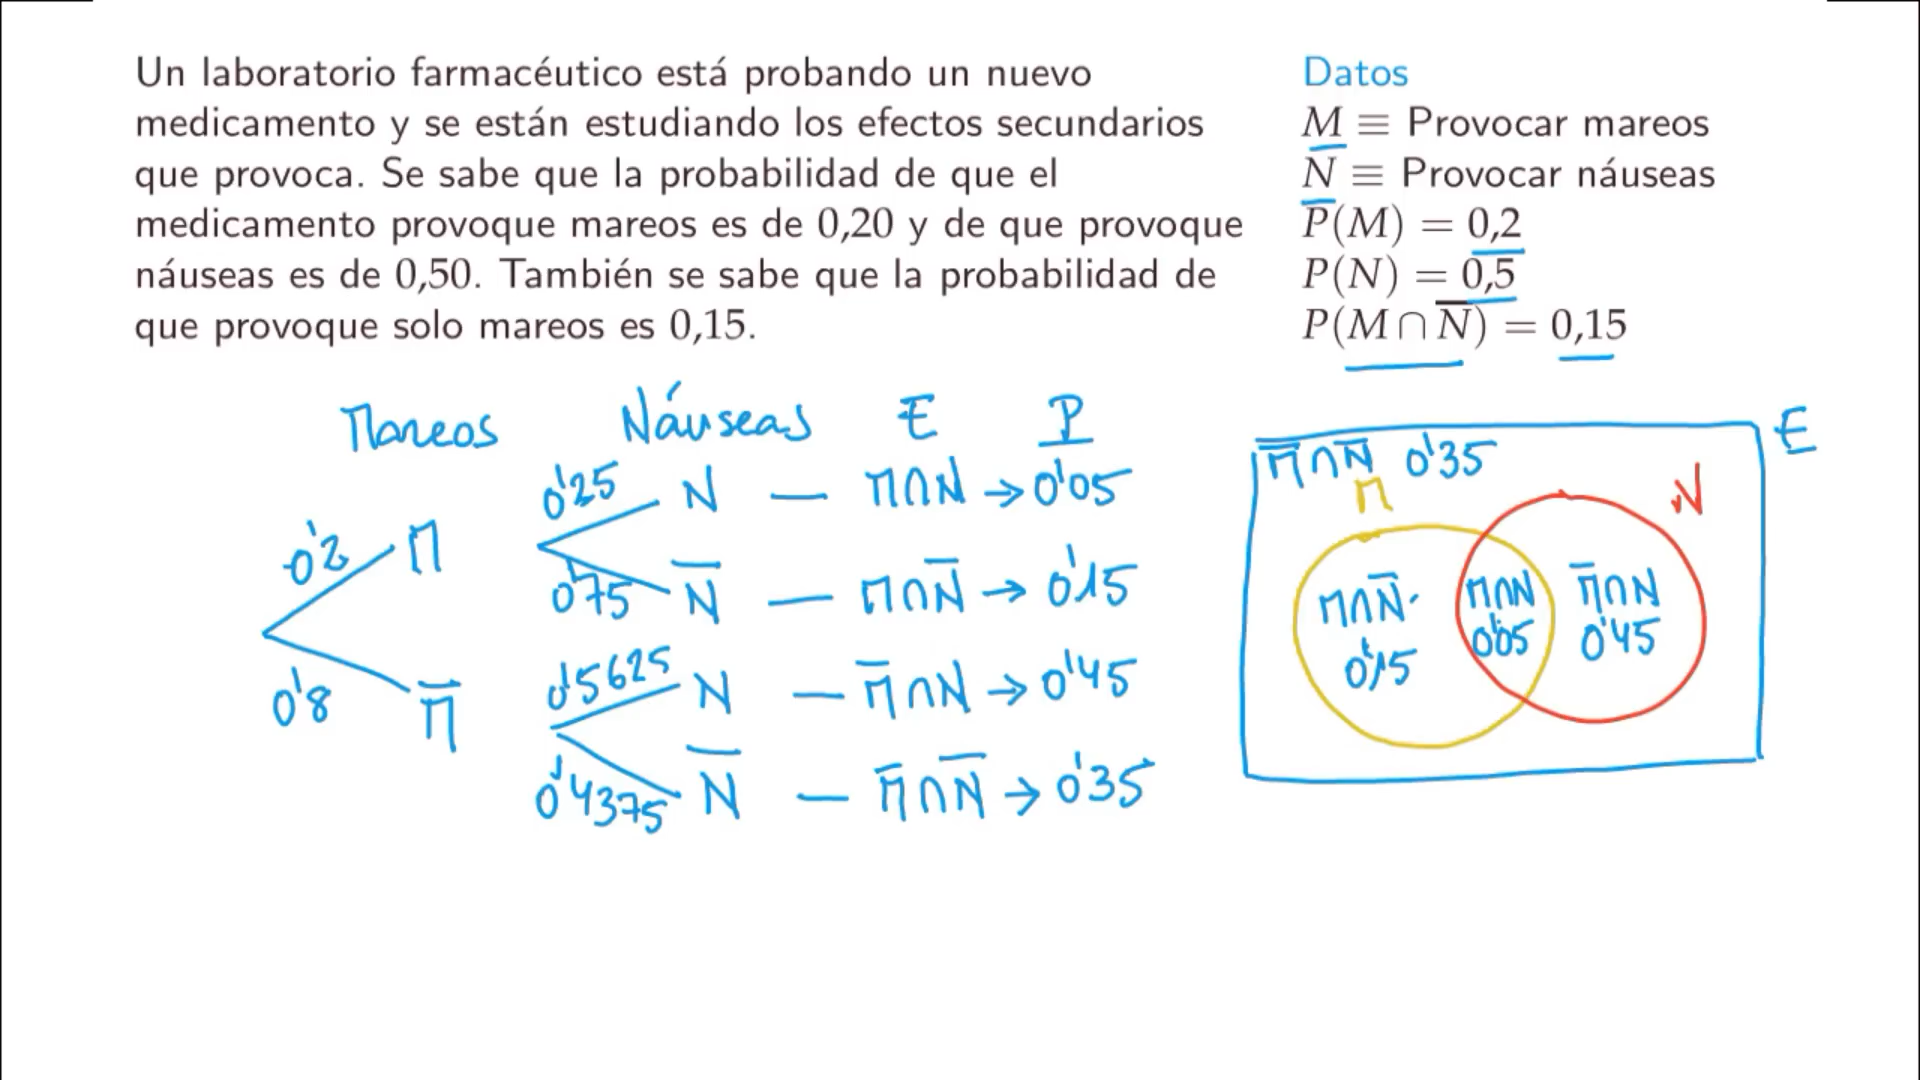 Un laboratorio farmacéutico está probando un nuevo
medicamento y se están estudiando los efectos secundarios
que provoca. Se sabe que la probabilidad de que el
medicamento provoque mareos es de 0,20 y de que provoque
náuseas es de 0,50. También se sabe que la probabilidad de
que provoque solo mareos es 0,15.
Datos
M ≡ Provocar mareos
N ≡ Provocar náuseas
P(M) = 0,2
P(N) = 0,5
P(M ∩ N̅) = 0,15
Mareos Náuseas E P
0'25 N — M∩N → 0'05
0'2 M
0'75 N̅ — M∩N̅ → 0'15
0'5625 N — M̅∩N → 0'45
0'8 M̅
0'4375 N̅ — M̅∩N̅ → 0'35
E
M̅∩N̅ 0'35
M N
M∩N̅ M∩N M̅∩N
0'15 0'05 0'45